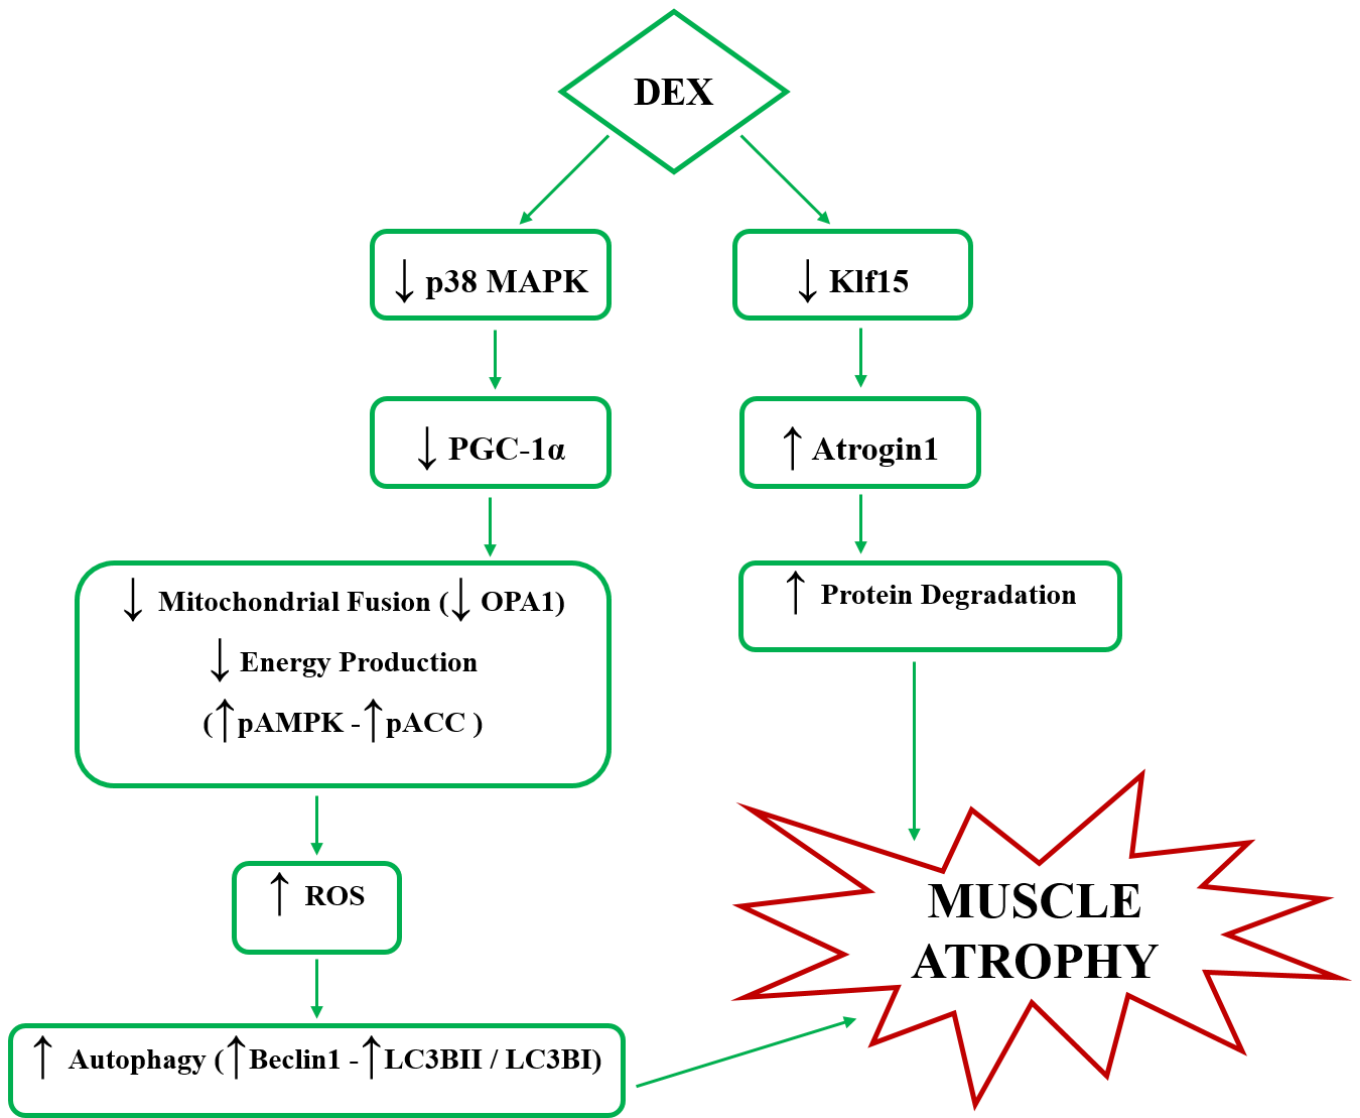 DEX
↓ p38 MAPK
↓ Klf15
↓ PGC-1α
↑ Atrogin1
↓ Mitochondrial Fusion (↓ OPA1)
↓ Energy Production
(↑pAMPK - ↑pACC )
↑ Protein Degradation
↑ ROS
MUSCLE
ATROPHY
↑ Autophagy (↑Beclin1 - ↑LC3BII / LC3BI)